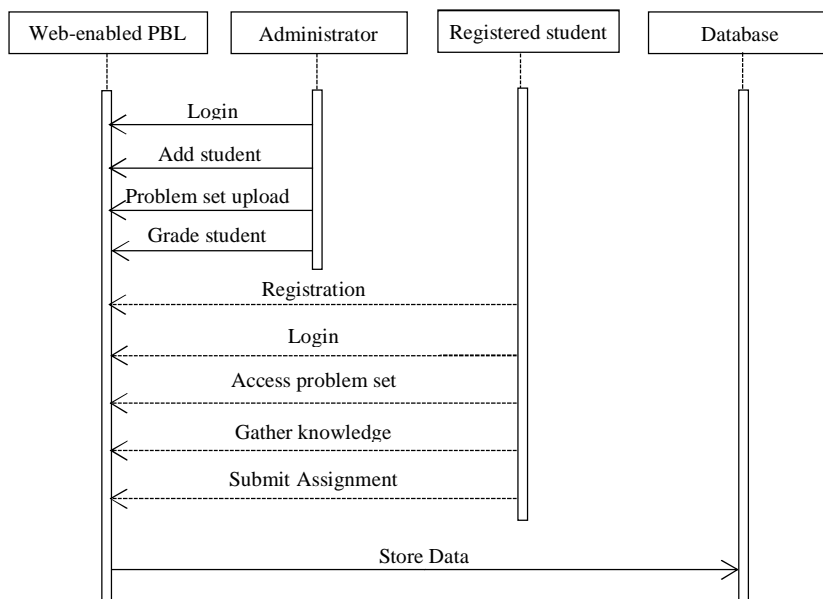 Web-enabled PBL
Administrator
Registered student
Database
Login
Add student
Problem set upload
Grade student
Registration
Login
Access problem set
Gather knowledge
Submit Assignment
Store Data